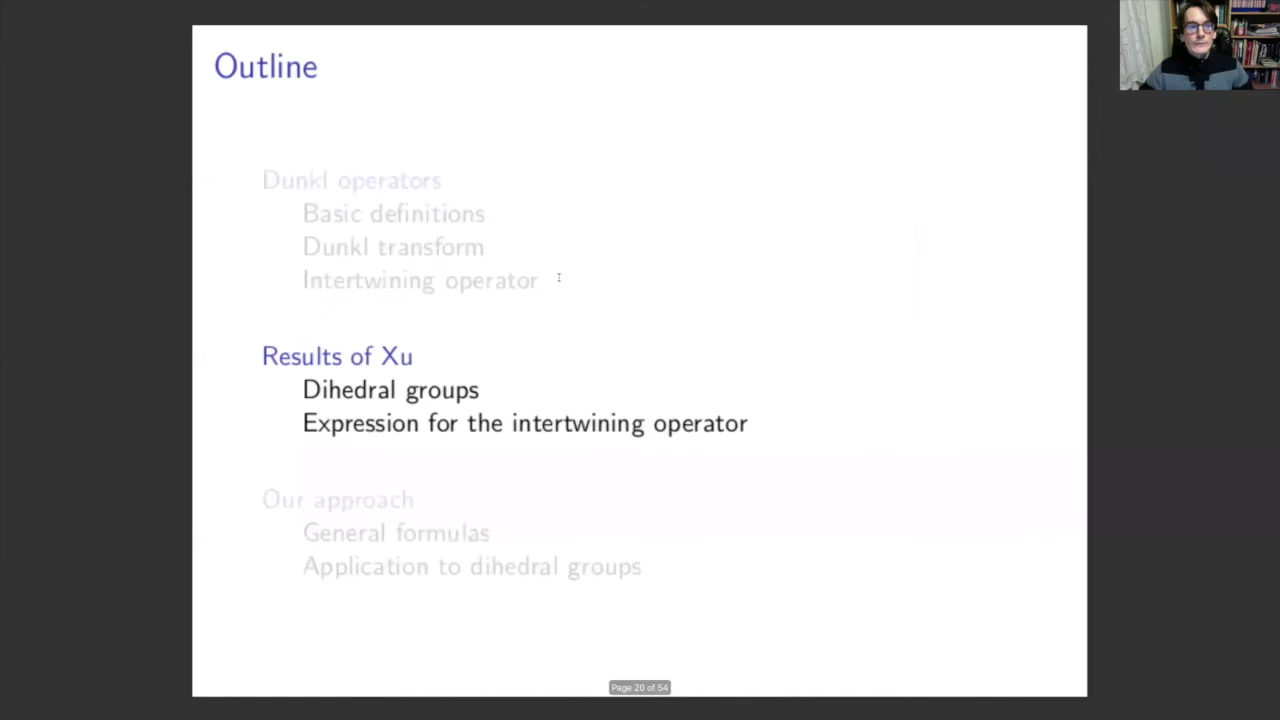 Outline
Dunkl operators
Basic definitions
Dunkl transform
Intertwining operator
Results of Xu
Dihedral groups
Expression for the intertwining operator
Our approach
General formulas
Application to dihedral groups
Page 20 of 54